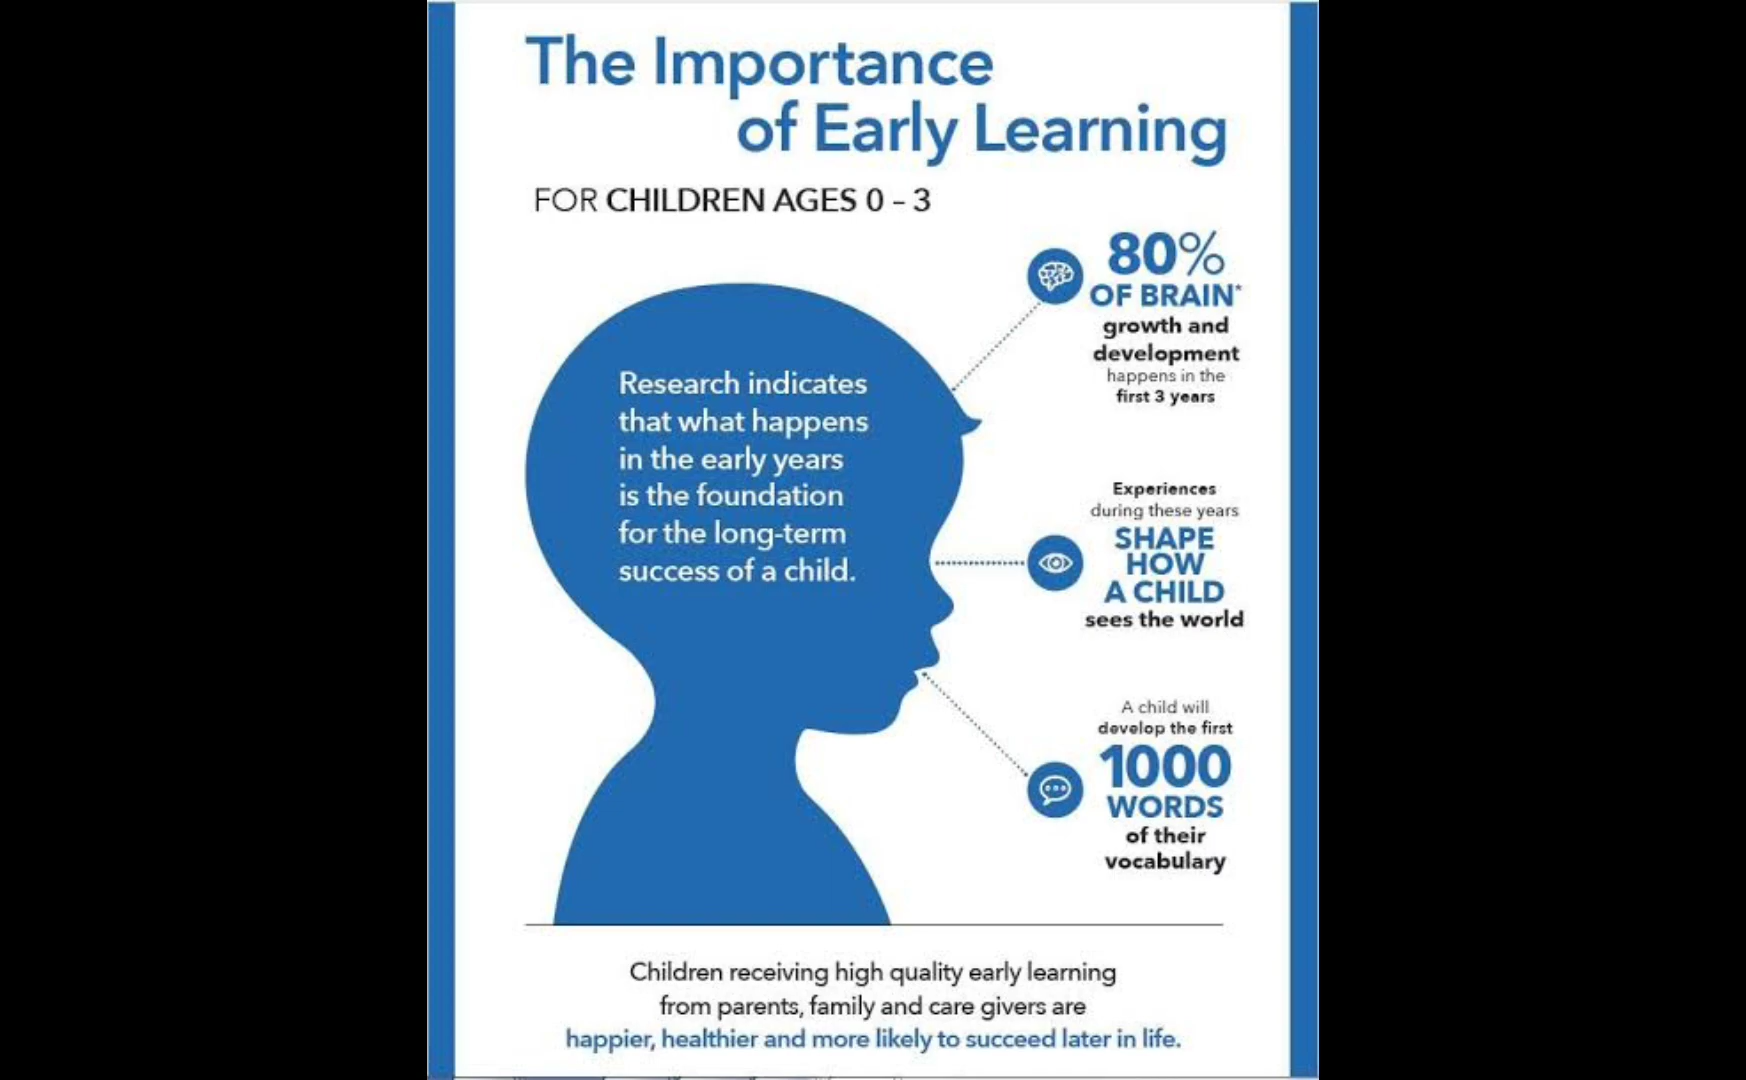 The Importance
of Early Learning
FOR CHILDREN AGES 0 – 3
80%
OF BRAIN*
growth and
development
happens in the
first 3 years
Research indicates
that what happens
in the early years
is the foundation
for the long-term
success of a child.
Experiences
during these years
SHAPE
HOW
A CHILD
sees the world
A child will
develop the first
1000
WORDS
of their
vocabulary
Children receiving high quality early learning
from parents, family and care givers are
happier, healthier and more likely to succeed later in life.